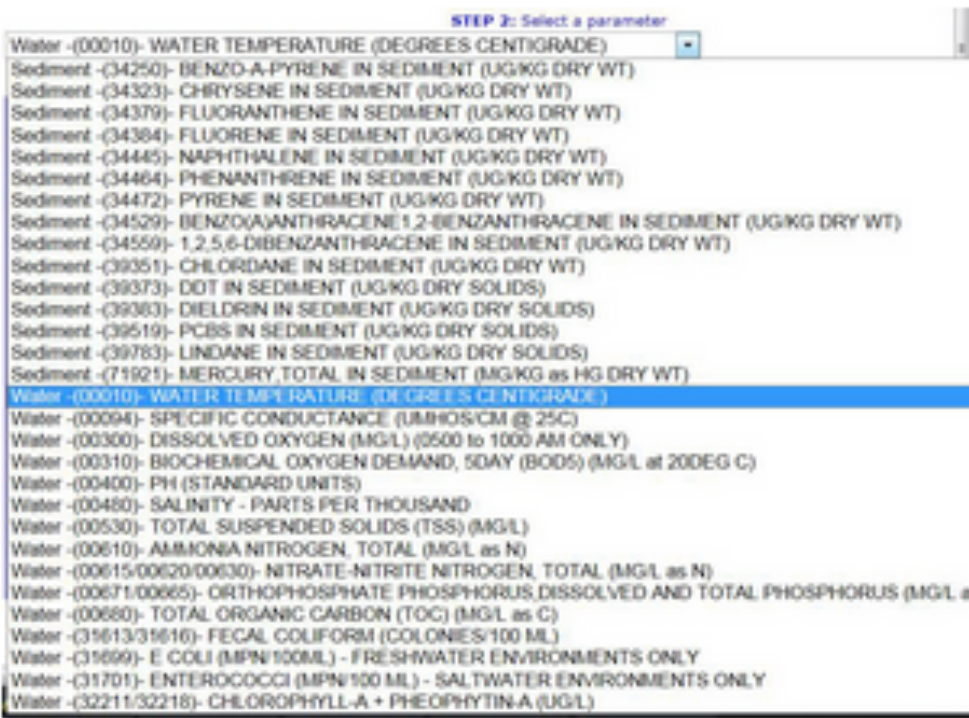 STEP 2: Select a parameter
Water -(00010)- WATER TEMPERATURE (DEGREES CENTIGRADE)
Sediment -(34250)- BENZO-A-PYRENE IN SEDIMENT (UG/KG DRY WT)
Sediment -(34323)- CHRYSENE IN SEDIMENT (UG/KG DRY WT)
Sediment -(34379)- FLUORANTHENE IN SEDIMENT (UG/KG DRY WT)
Sediment -(34384)- FLUORENE IN SEDIMENT (UG/KG DRY WT)
Sediment -(34445)- NAPHTHALENE IN SEDIMENT (UG/KG DRY WT)
Sediment -(34464)- PHENANTHRENE IN SEDIMENT (UG/KG DRY WT)
Sediment -(34472)- PYRENE IN SEDIMENT (UG/KG DRY WT)
Sediment -(34529)- BENZO(A)ANTHRACENE1,2-BENZANTHRACENE IN SEDIMENT (UG/KG DRY WT)
Sediment -(34559)- 1,2,5,6-DIBENZANTHRACENE IN SEDIMENT (UG/KG DRY WT)
Sediment -(39351)- CHLORDANE IN SEDIMENT (UG/KG DRY WT)
Sediment -(39373)- DDT IN SEDIMENT (UG/KG DRY SOLIDS)
Sediment -(39383)- DIELDRIN IN SEDIMENT (UG/KG DRY SOLIDS)
Sediment -(39519)- PCBS IN SEDIMENT (UG/KG DRY SOLIDS)
Sediment -(39783)- LINDANE IN SEDIMENT (UG/KG DRY SOLIDS)
Sediment -(71921)- MERCURY,TOTAL IN SEDIMENT (MG/KG as HG DRY WT)
Water -(00010)- WATER TEMPERATURE (DEGREES CENTIGRADE)
Water -(00094)- SPECIFIC CONDUCTANCE (UMHOS/CM @ 25C)
Water -(00300)- DISSOLVED OXYGEN (MG/L) (0500 to 1000 AM ONLY)
Water -(00310)- BIOCHEMICAL OXYGEN DEMAND, 5DAY (BOD5) (MG/L at 20DEG C)
Water -(00400)- PH (STANDARD UNITS)
Water -(00480)- SALINITY - PARTS PER THOUSAND
Water -(00530)- TOTAL SUSPENDED SOLIDS (TSS) (MG/L)
Water -(00610)- AMMONIA NITROGEN, TOTAL (MG/L as N)
Water -(00615/00620/00630)- NITRATE-NITRITE NITROGEN, TOTAL (MG/L as N)
Water -(00671/00665)- ORTHOPHOSPHATE PHOSPHORUS,DISSOLVED AND TOTAL PHOSPHORUS (MG/L a
Water -(00680)- TOTAL ORGANIC CARBON (TOC) (MG/L as C)
Water -(31613/31616)- FECAL COLIFORM (COLONIES/100 ML)
Water -(31699)- E COLI (MPN/100ML) - FRESHWATER ENVIRONMENTS ONLY
Water -(31701)- ENTEROCOCCI (MPN/100 ML) - SALTWATER ENVIRONMENTS ONLY
Water -(32211/32218)- CHLOROPHYLL-A + PHEOPHYTIN-A (UG/L)